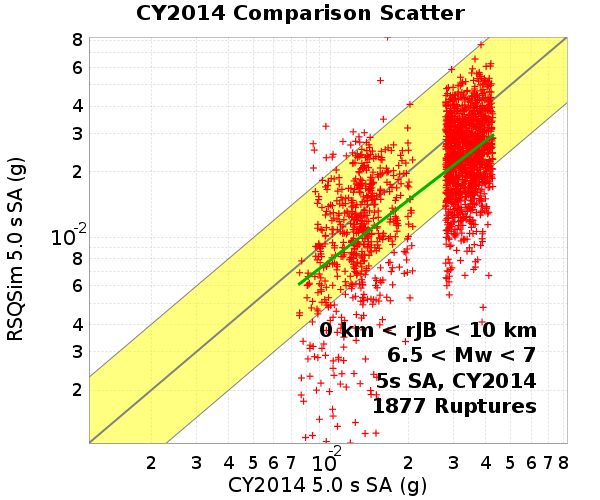 CY2014 Comparison Scatter
RSQSim 5.0 s SA (g)
8
6
4
3
2
10-2
8
6
4
3
2
0 km < rJB < 10 km
6.5 < Mw < 7
5s SA, CY2014
1877 Ruptures
2 3 4 5 6 7 10-2 2 3 4 5 6 7 8
CY2014 5.0 s SA (g)